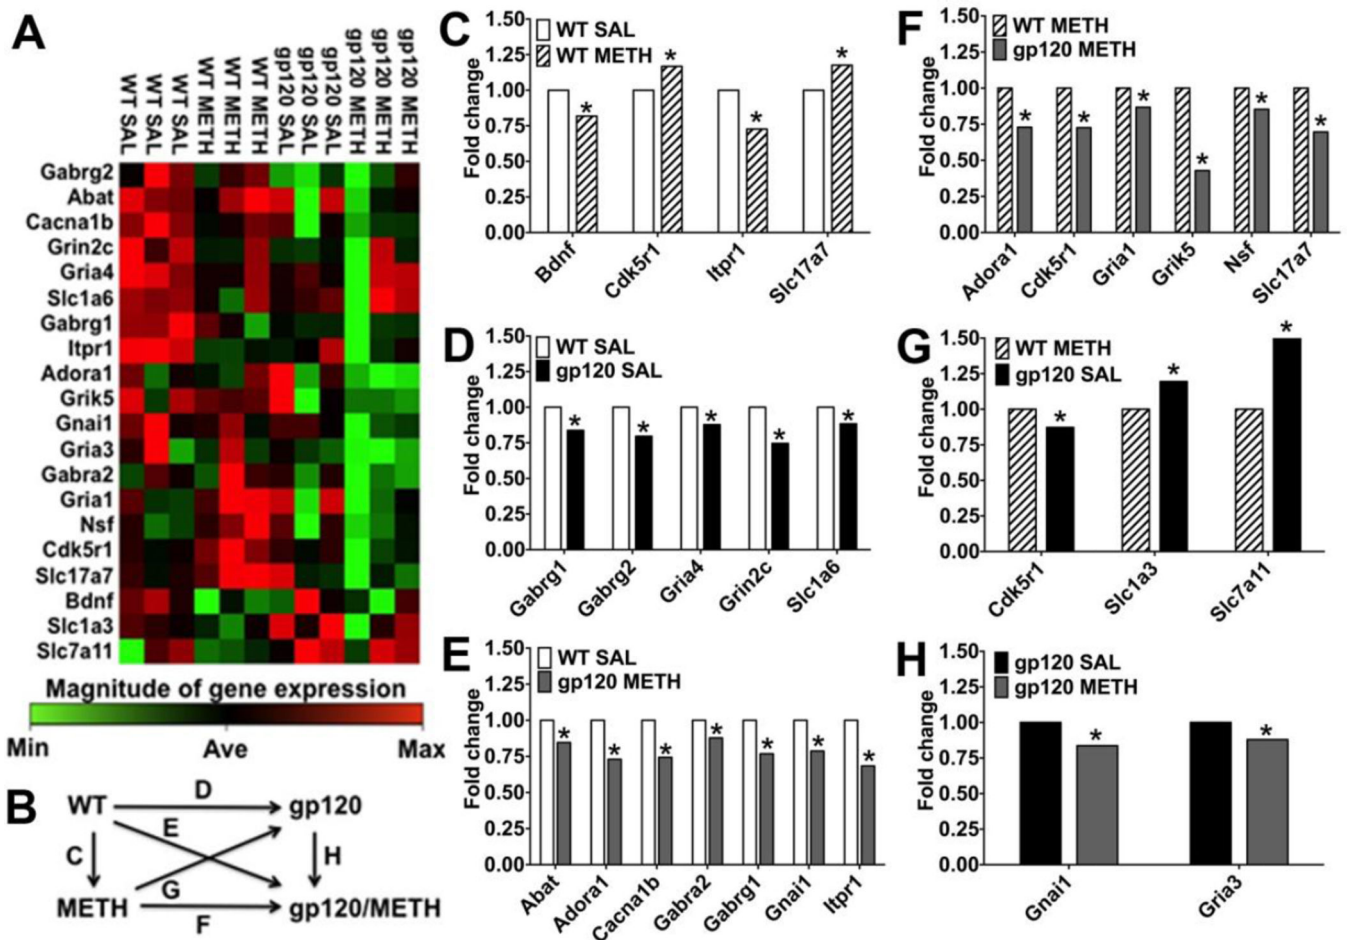 A
WT SAL
WT SAL
WT SAL
WT METH
WT METH
WT METH
gp120 SAL
gp120 SAL
gp120 SAL
gp120 METH
gp120 METH
gp120 METH
Gabrg2
Abat
Cacna1b
Grin2c
Gria4
Slc1a6
Gabrg1
Itpr1
Adora1
Grik5
Gnai1
Gria3
Gabra2
Gria1
Nsf
Cdk5r1
Slc17a7
Bdnf
Slc1a3
Slc7a11
Magnitude of gene expression
Min Ave Max
B
WT D gp120
E
C H
G
METH F gp120/METH
C
Fold change
1.50
1.25
1.00
0.75
0.50
0.25
0.00
WT SAL
WT METH
* * * *
Bdnf Cdk5r1 Itpr1 Slc17a7
D
Fold change
1.50
1.25
1.00
0.75
0.50
0.25
0.00
WT SAL
gp120 SAL
* * * * *
Gabrg1 Gabrg2 Gria4 Grin2c Slc1a6
E
Fold change
1.50
1.25
1.00
0.75
0.50
0.25
0.00
WT SAL
gp120 METH
* * * * * * *
Abat Adora1 Cacna1b Gabra2 Gabrg1 Gnai1 Itpr1
F
Fold change
1.50
1.25
1.00
0.75
0.50
0.25
0.00
WT METH
gp120 METH
* * * * * *
Adora1 Cdk5r1 Gria1 Grik5 Nsf Slc17a7
G
Fold change
1.50
1.25
1.00
0.75
0.50
0.25
0.00
WT METH
gp120 SAL
* * *
Cdk5r1 Slc1a3 Slc7a11
H
Fold change
1.50
1.25
1.00
0.75
0.50
0.25
0.00
gp120 SAL
gp120 METH
* *
Gnai1 Gria3